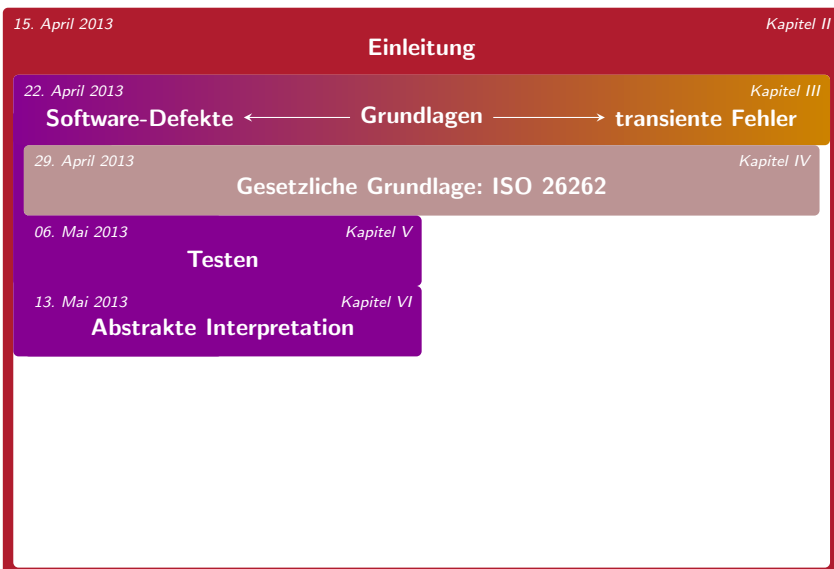 15. April 2013 Kapitel II
Einleitung
22. April 2013 Kapitel III
Software-Defekte Grundlagen transiente Fehler
29. April 2013 Kapitel IV
Gesetzliche Grundlage: ISO 26262
06. Mai 2013 Kapitel V
Testen
13. Mai 2013 Kapitel VI
Abstrakte Interpretation